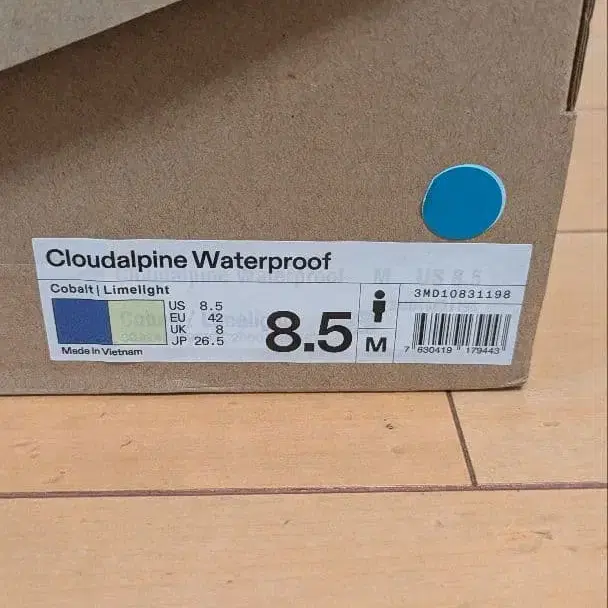 Cloudalpine Waterproof
Cobalt | Limelight
US 8.5
EU 42
UK 8
JP 26.5
Made in Vietnam
8.5
M
3MD10831198
7 630419 179443